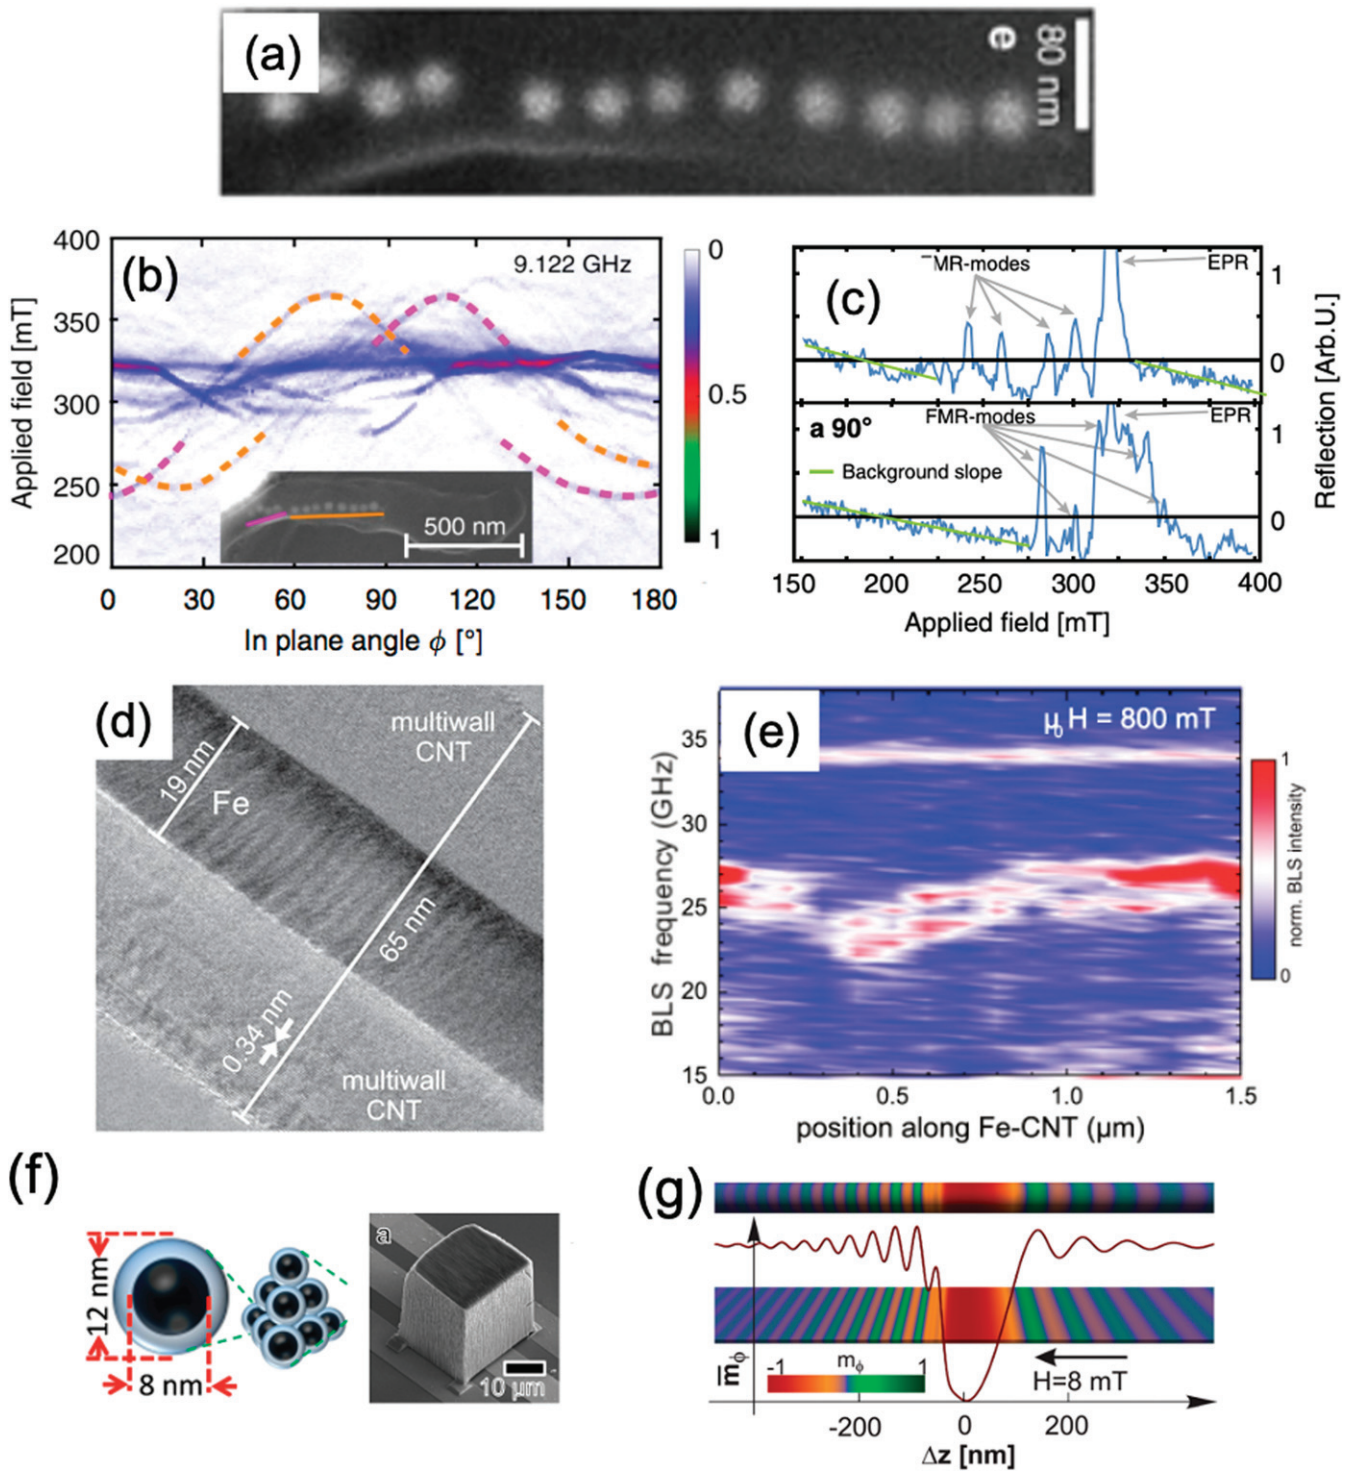 (a)
e
80 nm
(b)
9.122 GHz
400
350
300
250
200
Applied field [mT]
0
0.5
1
500 nm
0
30
60
90
120
150
180
In plane angle ϕ [°]
(c)
¯MR-modes
EPR
1
0
a 90°
FMR-modes
EPR
1
Background slope
0
Reflection [Arb.U.]
150
200
250
300
350
400
Applied field [mT]
(d)
multiwall
CNT
19 nm
Fe
65 nm
0.34 nm
multiwall
CNT
(e)
μ₀ H = 800 mT
35
30
25
20
15
BLS frequency (GHz)
1
0
norm. BLS intensity
0.0
0.5
1.0
1.5
position along Fe-CNT (μm)
(f)
12 nm
8 nm
a
10 μm
(g)
m̅ϕ
-1
mϕ
1
H=8 mT
-200
0
200
Δz [nm]